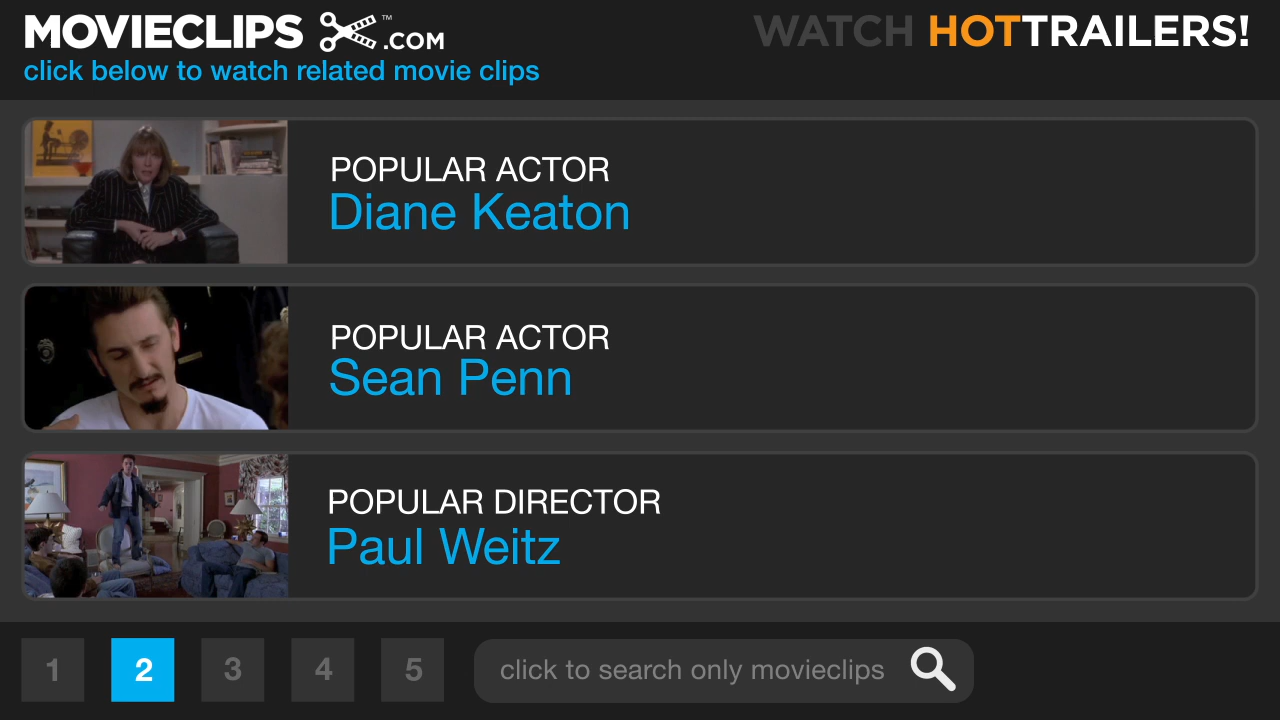 MOVIECLIPS ™ .COM
WATCH HOTTRAILERS!
click below to watch related movie clips
POPULAR ACTOR
Diane Keaton
POPULAR ACTOR
Sean Penn
POPULAR DIRECTOR
Paul Weitz
1 2 3 4 5 click to search only movieclips